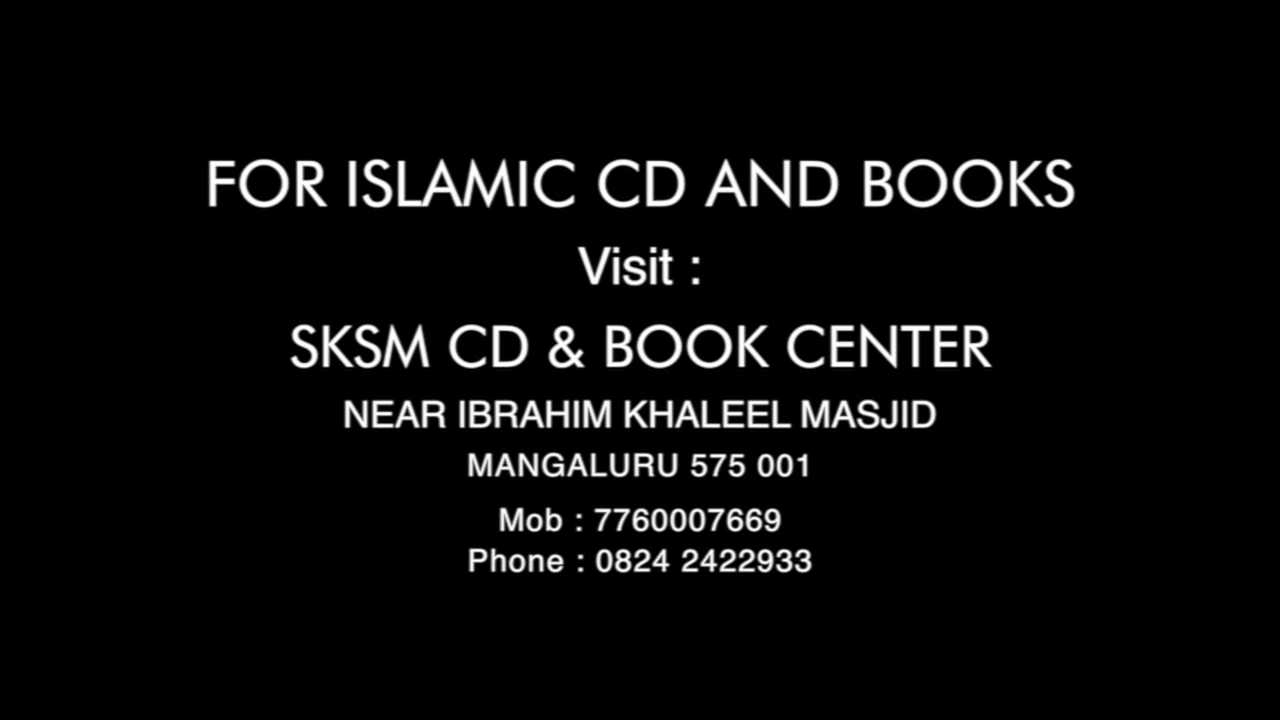 FOR ISLAMIC CD AND BOOKS
Visit :
SKSM CD & BOOK CENTER
NEAR IBRAHIM KHALEEL MASJID
MANGALURU 575 001
Mob : 7760007669
Phone : 0824 2422933